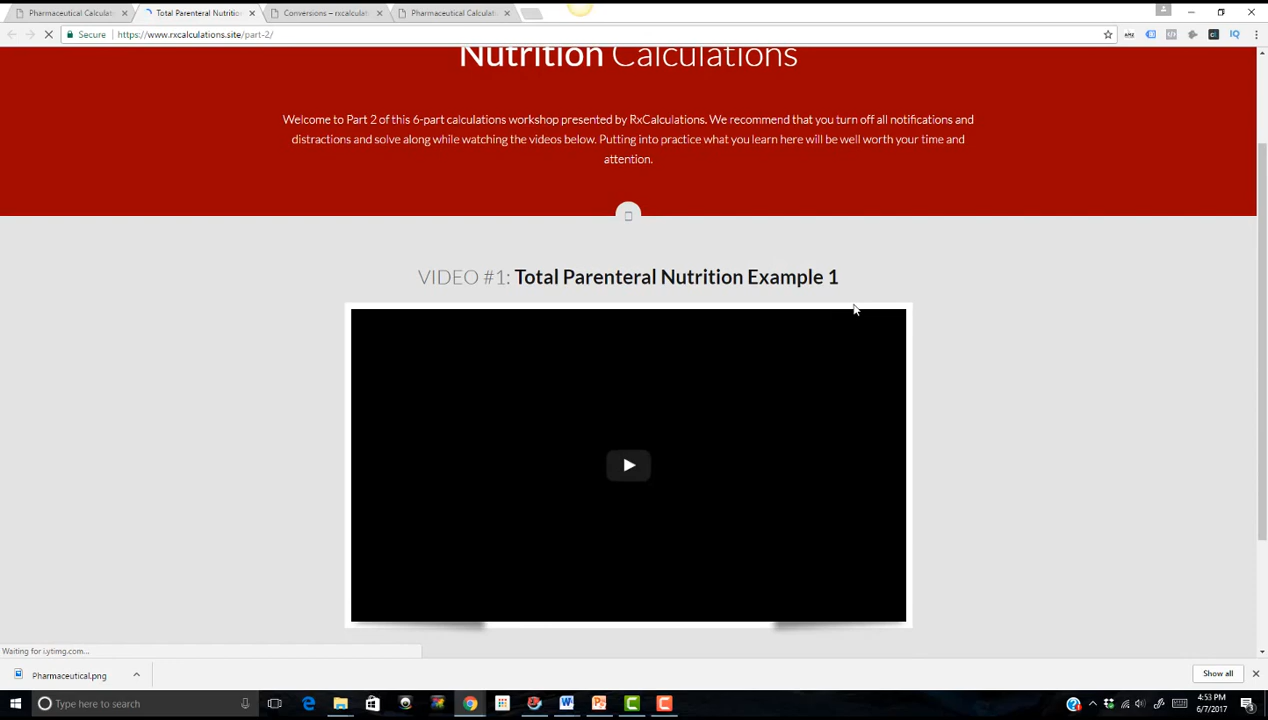 Pharmaceutical Calculat
Total Parenteral Nutrition
Conversions – rxcalculati
Pharmaceutical Calculati
Secure
https://www.rxcalculations.site/part-2/
Nutrition Calculations
Welcome to Part 2 of this 6-part calculations workshop presented by RxCalculations. We recommend that you turn off all notifications and
distractions and solve along while watching the videos below. Putting into practice what you learn here will be well worth your time and
attention.
VIDEO #1: Total Parenteral Nutrition Example 1
Waiting for i.ytimg.com...
Pharmaceutical.png
Show all
Type here to search
4:53 PM
6/7/2017